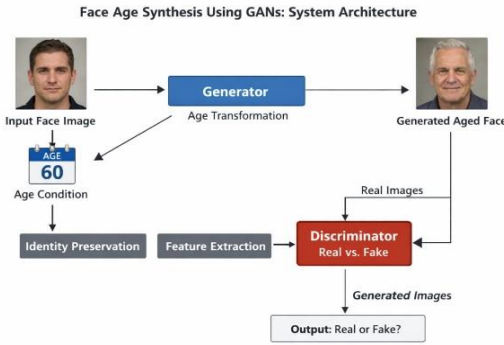 Face Age Synthesis Using GANs: System Architecture
Generator
Input Face Image
Age Transformation
Generated Aged Face
AGE
60
Age Condition
Real Images
Identity Preservation
Feature Extraction
Discriminator
Real vs. Fake
Generated Images
Output: Real or Fake?